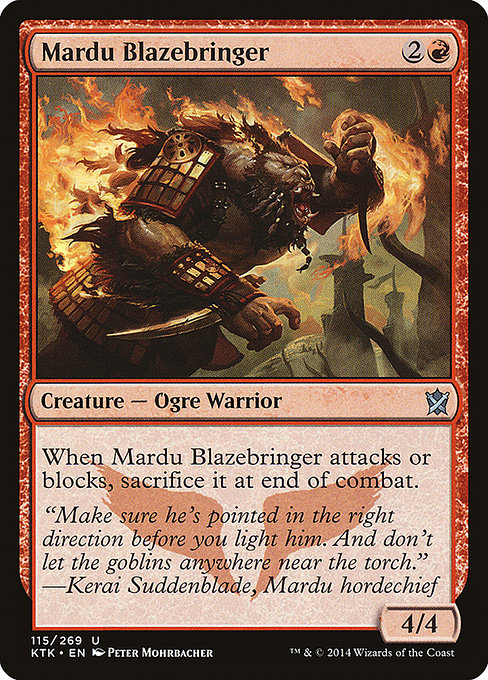 Mardu Blazebringer 2
Creature — Ogre Warrior
When Mardu Blazebringer attacks or
blocks, sacrifice it at end of combat.
“Make sure he’s pointed in the right
direction before you light him. And don’t
let the goblins anywhere near the torch.”
—Kerai Suddenblade, Mardu hordechief
4/4
115/269 U
KTK • EN Peter Mohrbacher ™ & © 2014 Wizards of the Coast